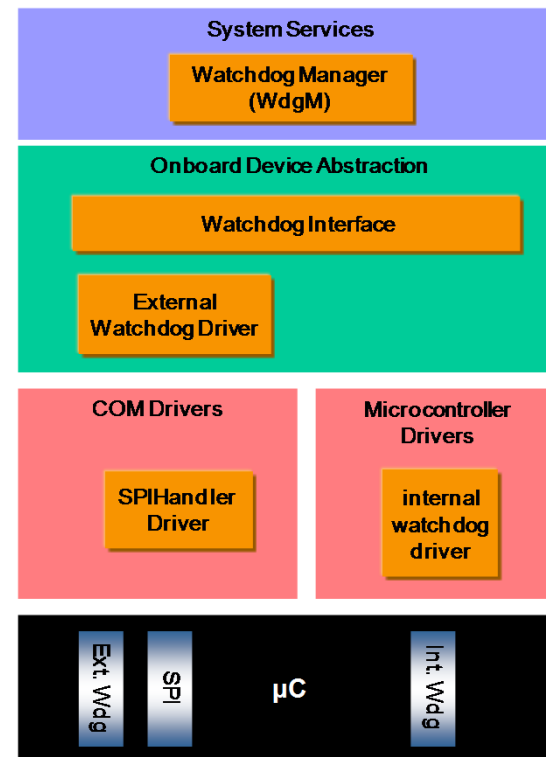 System Services
Watchdog Manager
(WdgM)
Onboard Device Abstraction
Watchdog Interface
External
Watchdog Driver
COM Drivers
SPIHandler
Driver
Microcontroller
Drivers
internal
watchdog
driver
Ext. Wdg
SPI
µC
Int. Wdg